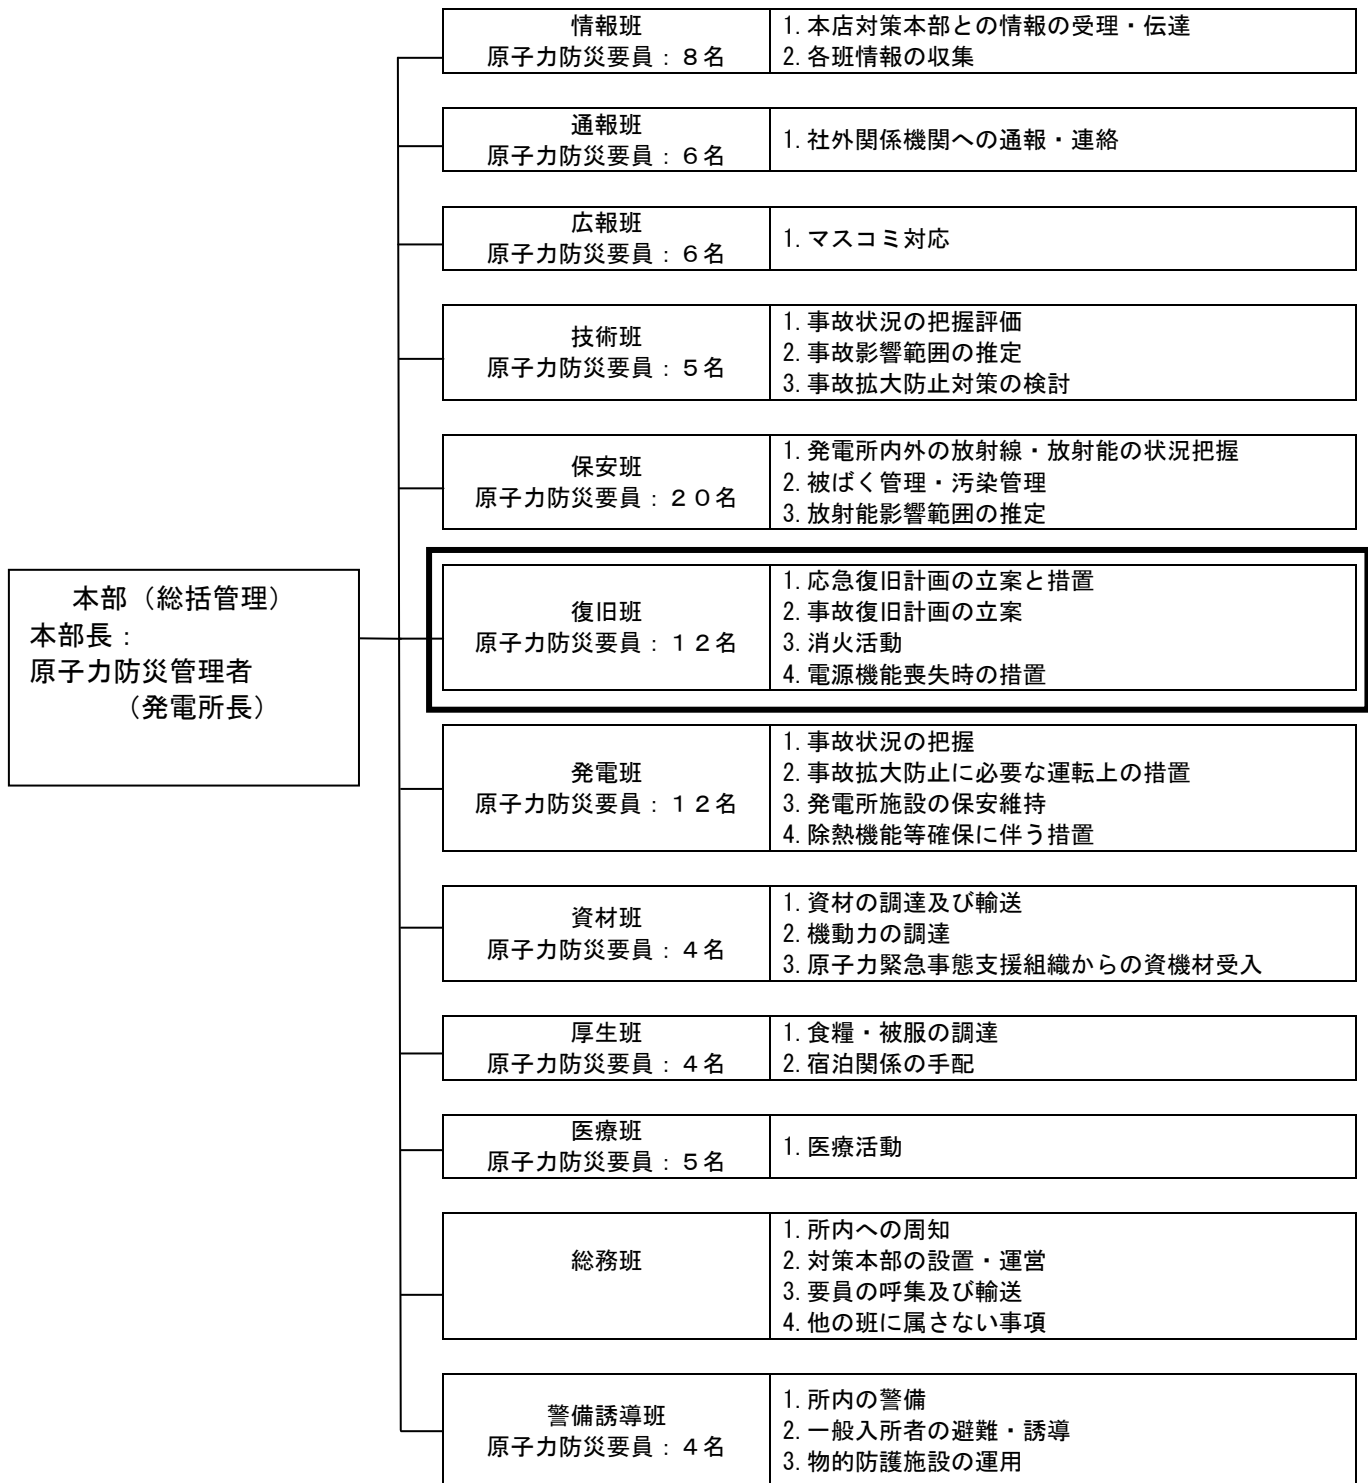 情報班
原子力防災要員：８名
1. 本店対策本部との情報の受理・伝達
2. 各班情報の収集
通報班
原子力防災要員：６名
1. 社外関係機関への通報・連絡
広報班
原子力防災要員：６名
1. マスコミ対応
技術班
原子力防災要員：５名
1. 事故状況の把握評価
2. 事故影響範囲の推定
3. 事故拡大防止対策の検討
保安班
原子力防災要員：２０名
1. 発電所内外の放射線・放射能の状況把握
2. 被ばく管理・汚染管理
3. 放射能影響範囲の推定
本部（総括管理）
本部長：
原子力防災管理者
（発電所長）
復旧班
原子力防災要員：１２名
1. 応急復旧計画の立案と措置
2. 事故復旧計画の立案
3. 消火活動
4. 電源機能喪失時の措置
発電班
原子力防災要員：１２名
1. 事故状況の把握
2. 事故拡大防止に必要な運転上の措置
3. 発電所施設の保安維持
4. 除熱機能等確保に伴う措置
資材班
原子力防災要員：４名
1. 資材の調達及び輸送
2. 機動力の調達
3. 原子力緊急事態支援組織からの資機材受入
厚生班
原子力防災要員：４名
1. 食糧・被服の調達
2. 宿泊関係の手配
医療班
原子力防災要員：５名
1. 医療活動
総務班
1. 所内への周知
2. 対策本部の設置・運営
3. 要員の呼集及び輸送
4. 他の班に属さない事項
警備誘導班
原子力防災要員：４名
1. 所内の警備
2. 一般入所者の避難・誘導
3. 物的防護施設の運用